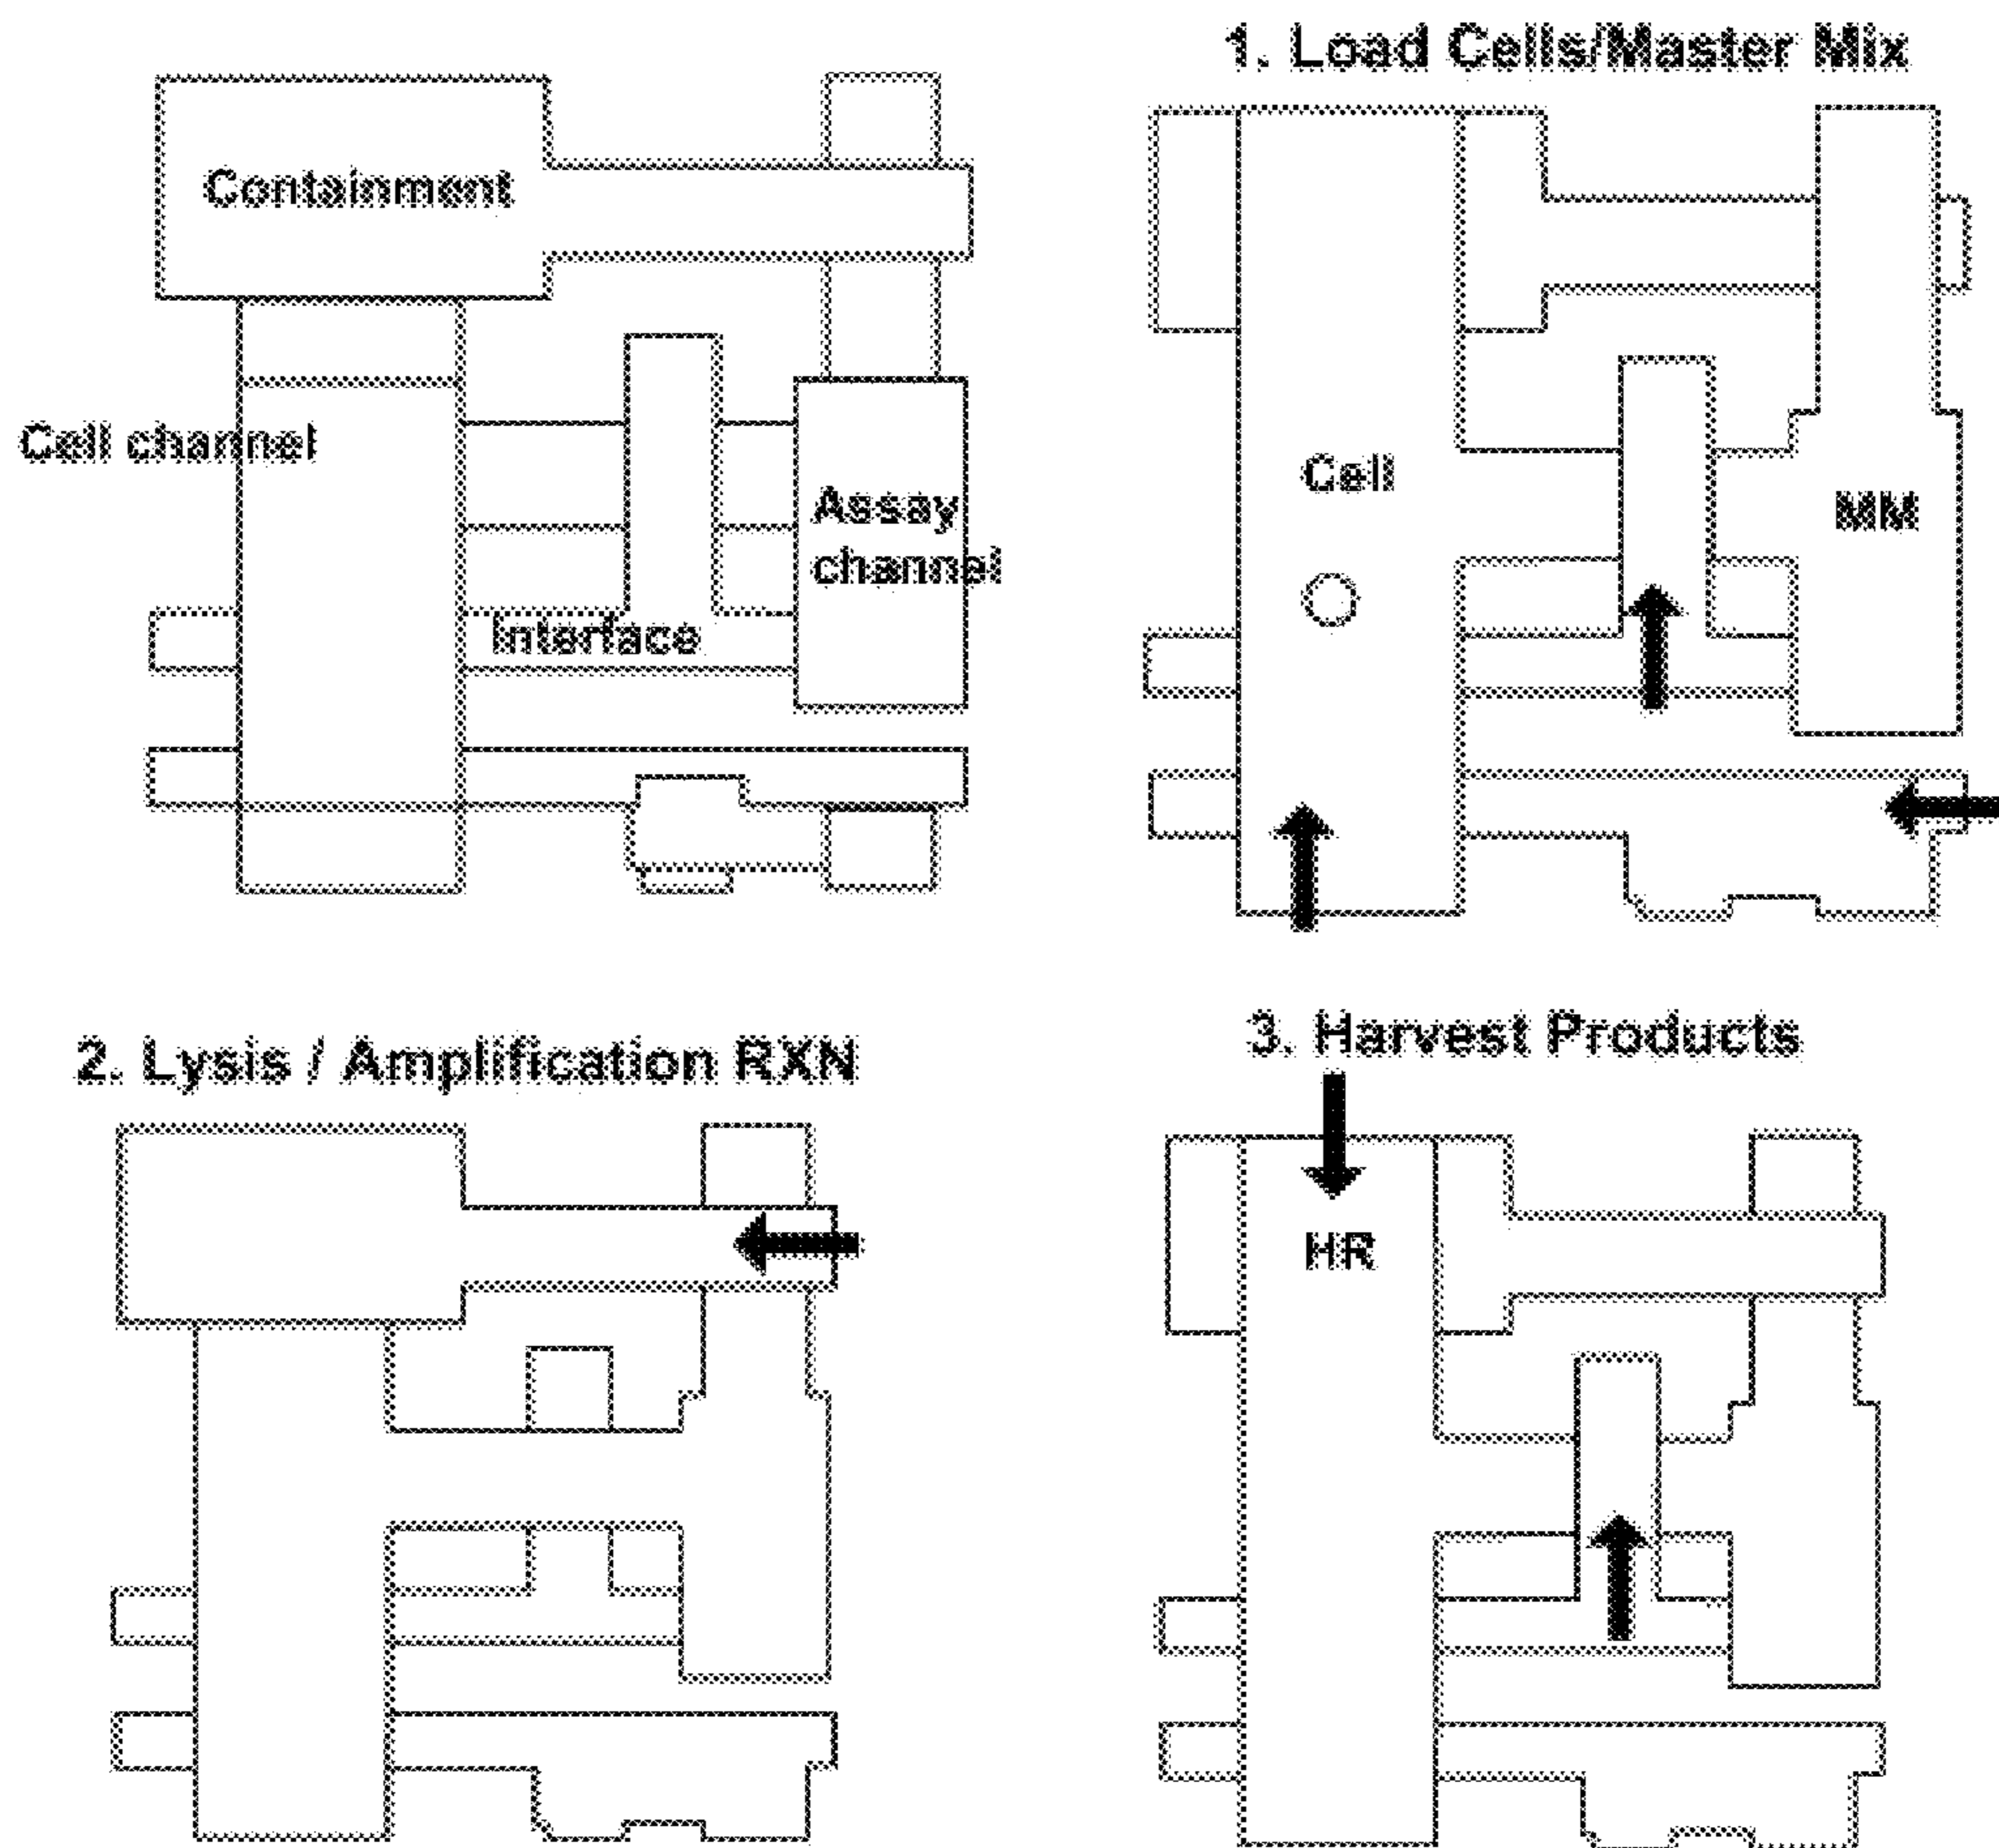 1. Load Cells/Master Mix
Containment
Cell channel
Assay
channel
Interface
Cell
MM
2. Lysis / Amplification RXN
3. Harvest Products
HR